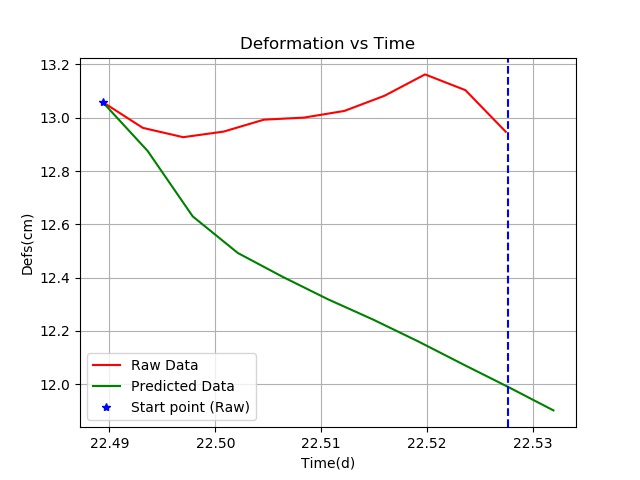 Deformation vs Time
Defs(cm)
13.2
13.0
12.8
12.6
12.4
12.2
12.0
Raw Data
Predicted Data
Start point (Raw)
22.49 22.50 22.51 22.52 22.53
Time(d)